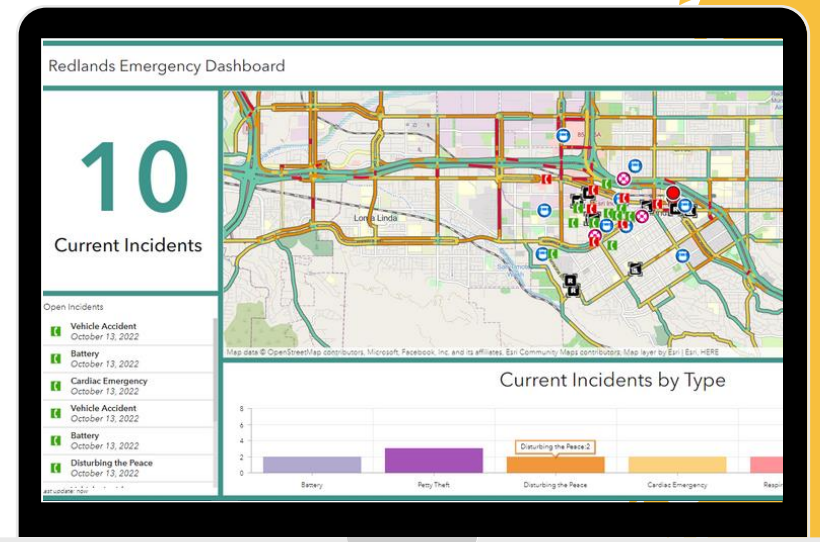 Redlands Emergency Dashboard
10
Current Incidents
Open Incidents
Vehicle Accident
October 13, 2022
Battery
October 13, 2022
Cardiac Emergency
October 13, 2022
Vehicle Accident
October 13, 2022
Battery
October 13, 2022
Disturbing the Peace
October 13, 2022
Loma Linda
Map data © OpenStreetMap contributors, Microsoft, Facebook, Inc. and its affiliates, Esri Community Maps contributors, Map layer by Esri | Esri, HERE
Current Incidents by Type
8
6
4
2
0
Disturbing the Peace:2
Battery
Petty Theft
Disturbing the Peace
Cardiac Emergency